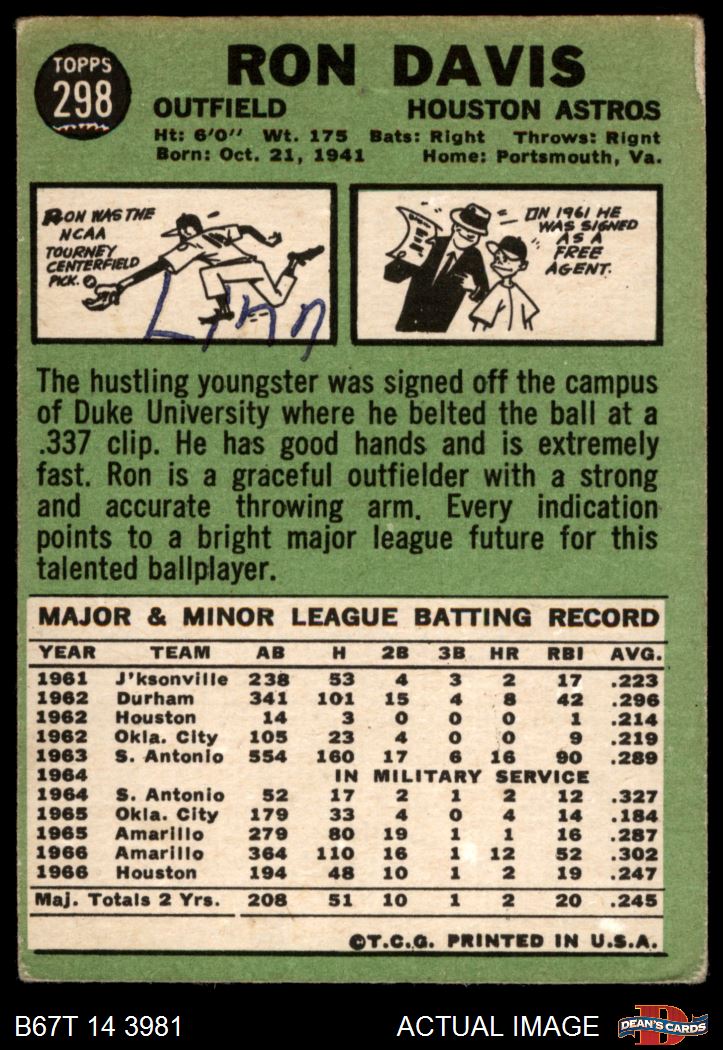 TOPPS
298
RON DAVIS
OUTFIELD HOUSTON ASTROS
Ht: 6'0" Wt. 175 Bats: Right Throws: Rignt
Born: Oct. 21, 1941 Home: Portsmouth, Va.
RON WAS THE
NCAA
TOURNEY
CENTERFIELD
PICK.
Lynn
IN 1961 HE
WAS SIGNED
AS A
FREE
AGENT.
The hustling youngster was signed off the campus
of Duke University where he belted the ball at a
.337 clip. He has good hands and is extremely
fast. Ron is a graceful outfielder with a strong
and accurate throwing arm. Every indication
points to a bright major league future for this
talented ballplayer.
MAJOR & MINOR LEAGUE BATTING RECORD
YEAR TEAM AB H 2B 3B HR RBI AVG.
1961 J'ksonville 238 53 4 3 2 17 .223
1962 Durham 341 101 15 4 8 42 .296
1962 Houston 14 3 0 0 0 1 .214
1962 Okla. City 105 23 4 0 0 9 .219
1963 S. Antonio 554 160 17 6 16 90 .289
1964 IN MILITARY SERVICE
1964 S. Antonio 52 17 2 1 2 12 .327
1965 Okla. City 179 33 4 0 4 14 .184
1965 Amarillo 279 80 19 1 1 16 .287
1966 Amarillo 364 110 16 1 12 52 .302
1966 Houston 194 48 10 1 2 19 .247
Maj. Totals 2 Yrs. 208 51 10 1 2 20 .245
©T.C.G. PRINTED IN U.S.A.
B67T 14 3981 ACTUAL IMAGE
DEAN'S CARDS